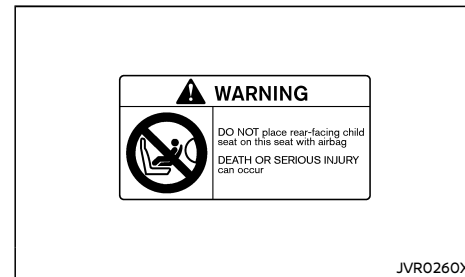 WARNING
DO NOT place rear-facing child
seat on this seat with airbag
DEATH OR SERIOUS INJURY
can occur
JVR0260X